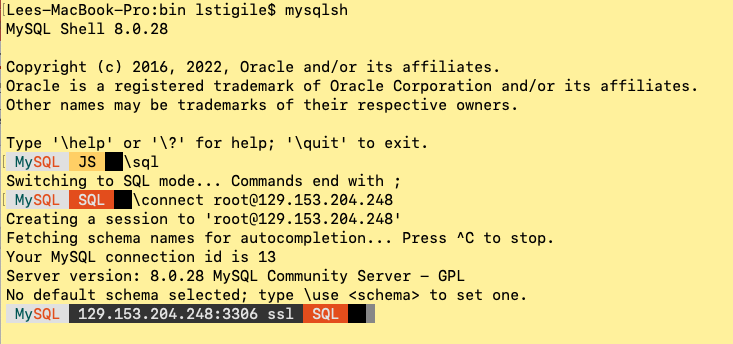 Lees-MacBook-Pro:bin lstigile$ mysqlsh
MySQL Shell 8.0.28
Copyright (c) 2016, 2022, Oracle and/or its affiliates.
Oracle is a registered trademark of Oracle Corporation and/or its affiliates.
Other names may be trademarks of their respective owners.
Type '\help' or '\?' for help; '\quit' to exit.
MySQL JS \sql
Switching to SQL mode... Commands end with ;
MySQL SQL \connect root@129.153.204.248
Creating a session to 'root@129.153.204.248'
Fetching schema names for autocompletion... Press ^C to stop.
Your MySQL connection id is 13
Server version: 8.0.28 MySQL Community Server - GPL
No default schema selected; type \use <schema> to set one.
MySQL 129.153.204.248:3306 ssl SQL